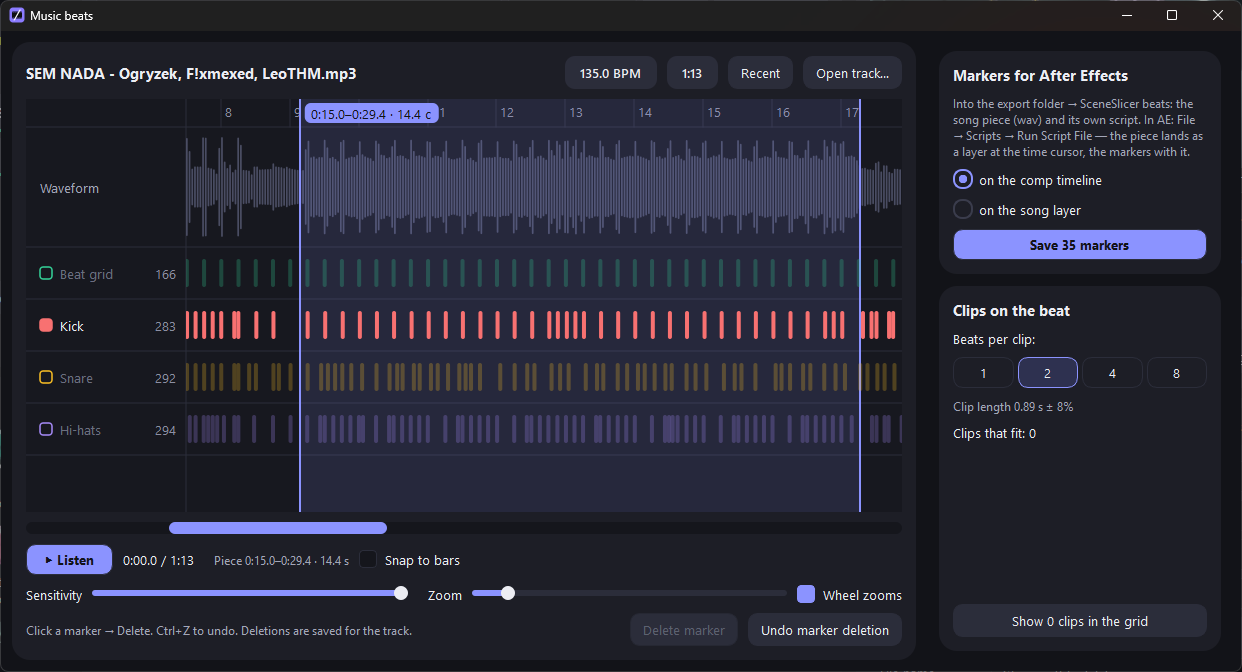 Music beats
SEM NADA - Ogryzek, F!xmexed, LeoTHM.mp3
135.0 BPM
1:13
Recent
Open track...
8
9
0:15.0–0:29.4 · 14.4 c
1
12
13
14
15
16
17
Waveform
Beat grid
166
Kick
283
Snare
292
Hi-hats
294
Listen
0:00.0 / 1:13
Piece 0:15.0–0:29.4 · 14.4 s
Snap to bars
Sensitivity
Zoom
Wheel zooms
Click a marker → Delete. Ctrl+Z to undo. Deletions are saved for the track.
Delete marker
Undo marker deletion
Markers for After Effects
Into the export folder → SceneSlicer beats: the
song piece (wav) and its own script. In AE: File
→ Scripts → Run Script File — the piece lands as
a layer at the time cursor, the markers with it.
on the comp timeline
on the song layer
Save 35 markers
Clips on the beat
Beats per clip:
1
2
4
8
Clip length 0.89 s ± 8%
Clips that fit: 0
Show 0 clips in the grid